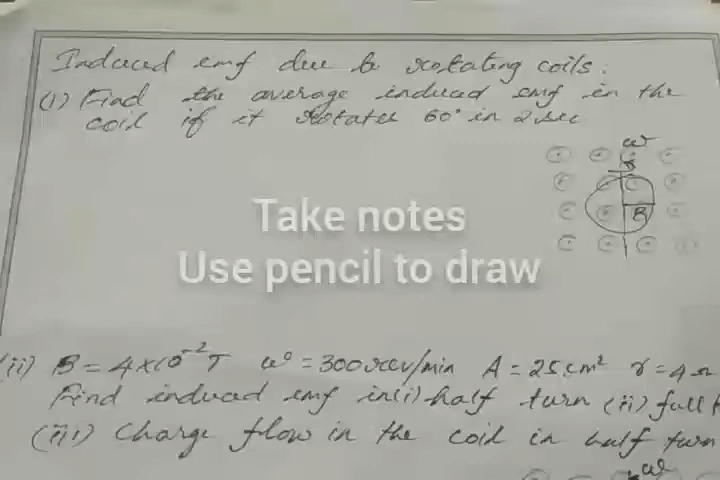 Induced emf due to rotating coils:
(1) Find the average induced emf in the
coil if it rotates 60° in 2 sec
ω
R
Take notes
Use pencil to draw
(ii) B = 4×10⁻² T ω = 300 rev/min A = 25 cm² r = 4 Ω
Find induced emf in (i) half turn (ii) full
(iii) Charge flow in the coil in half turn
ω